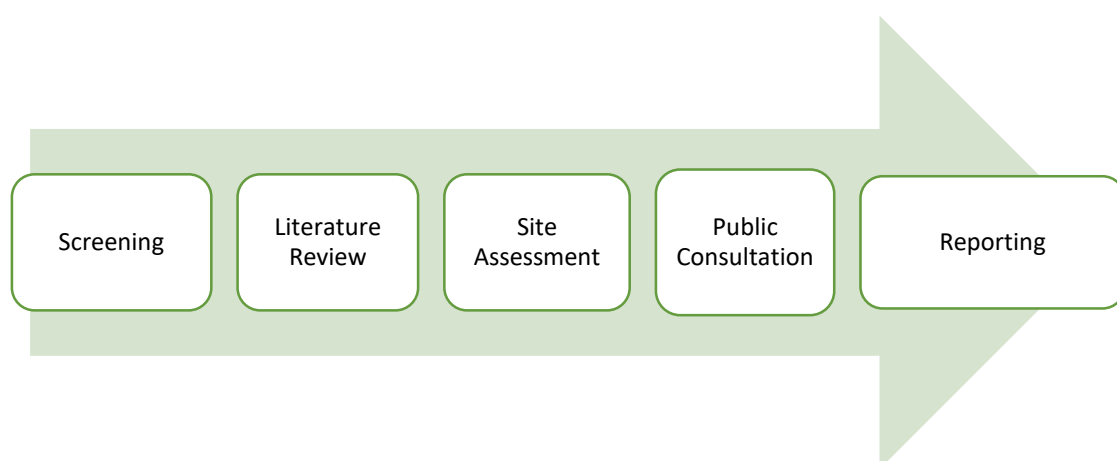 Screening
Literature
Review
Site
Assessment
Public
Consultation
Reporting